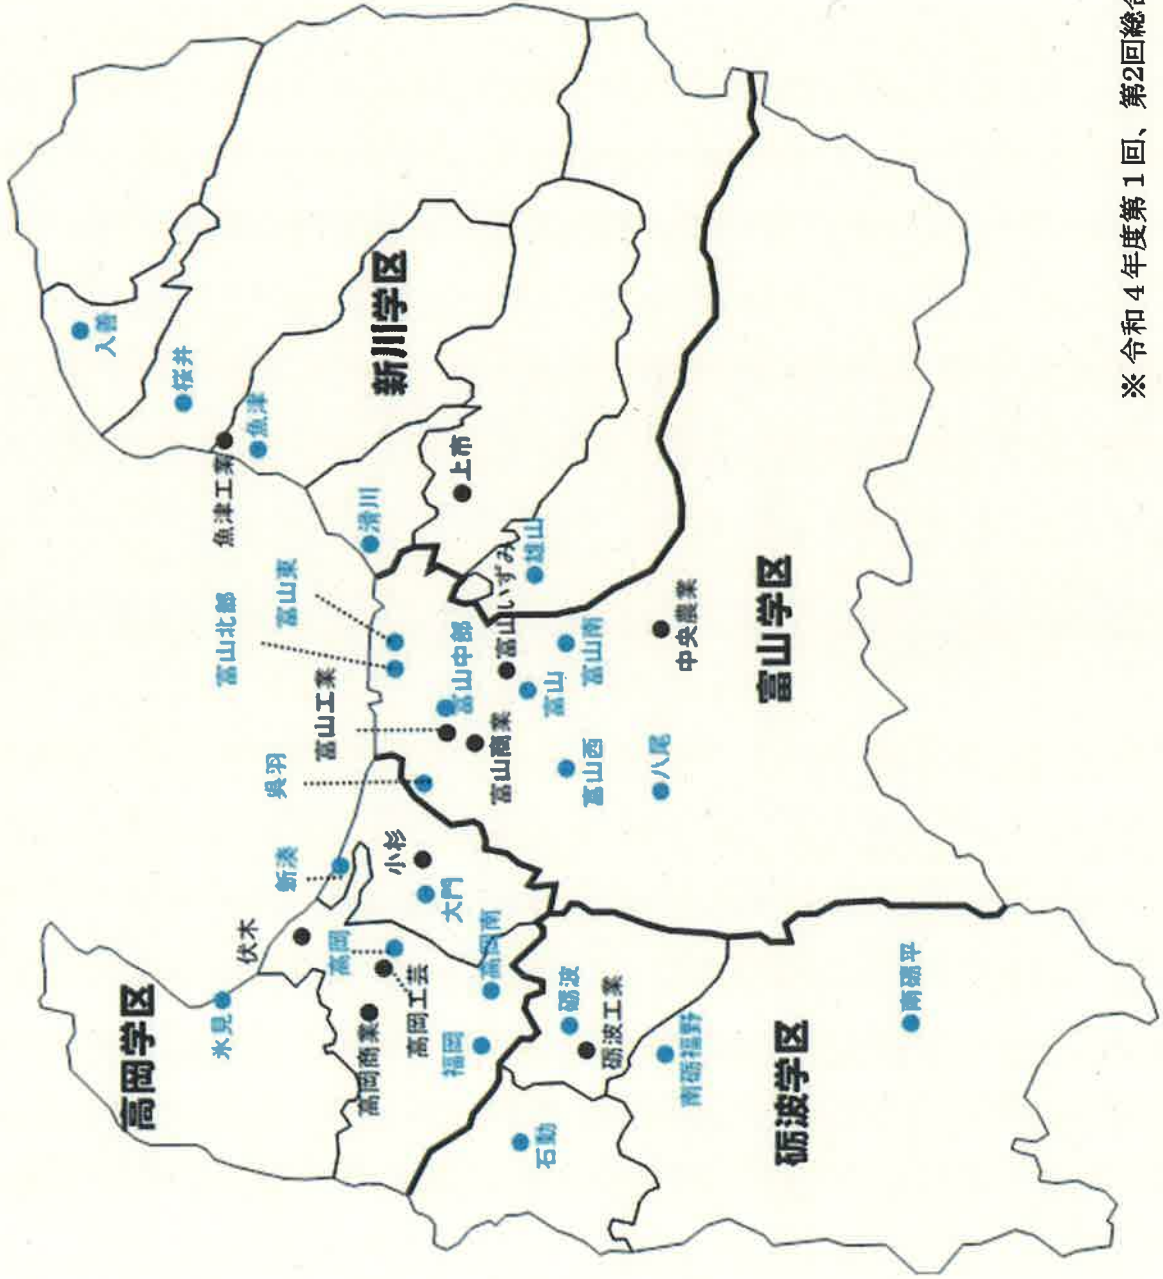 高岡学区
氷見
伏木
新湊
高岡
高岡商業
高岡工芸
福岡
高岡南
小杉
大門
砺波学区
石動
砺波
砺波工業
南砺福野
南砺平
富山学区
呉羽
富山工業
富山北部
富山東
富山中部
富山商業
富山いずみ
富山
富山西
富山南
八尾
中央農業
新川学区
入善
桜井
魚津工業
魚津
滑川
上市
雄山
※令和4年度第1回、第2回総合